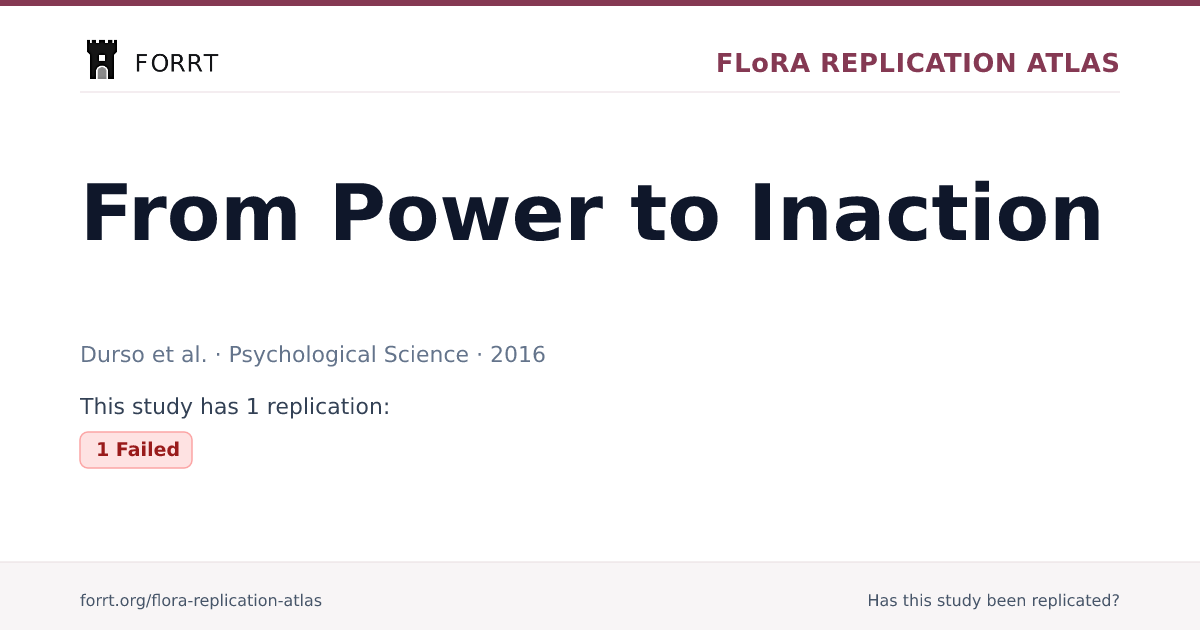 FORRT
FLoRA REPLICATION ATLAS
From Power to Inaction
Durso et al. · Psychological Science · 2016
This study has 1 replication:
1 Failed
forrt.org/flora-replication-atlas
Has this study been replicated?